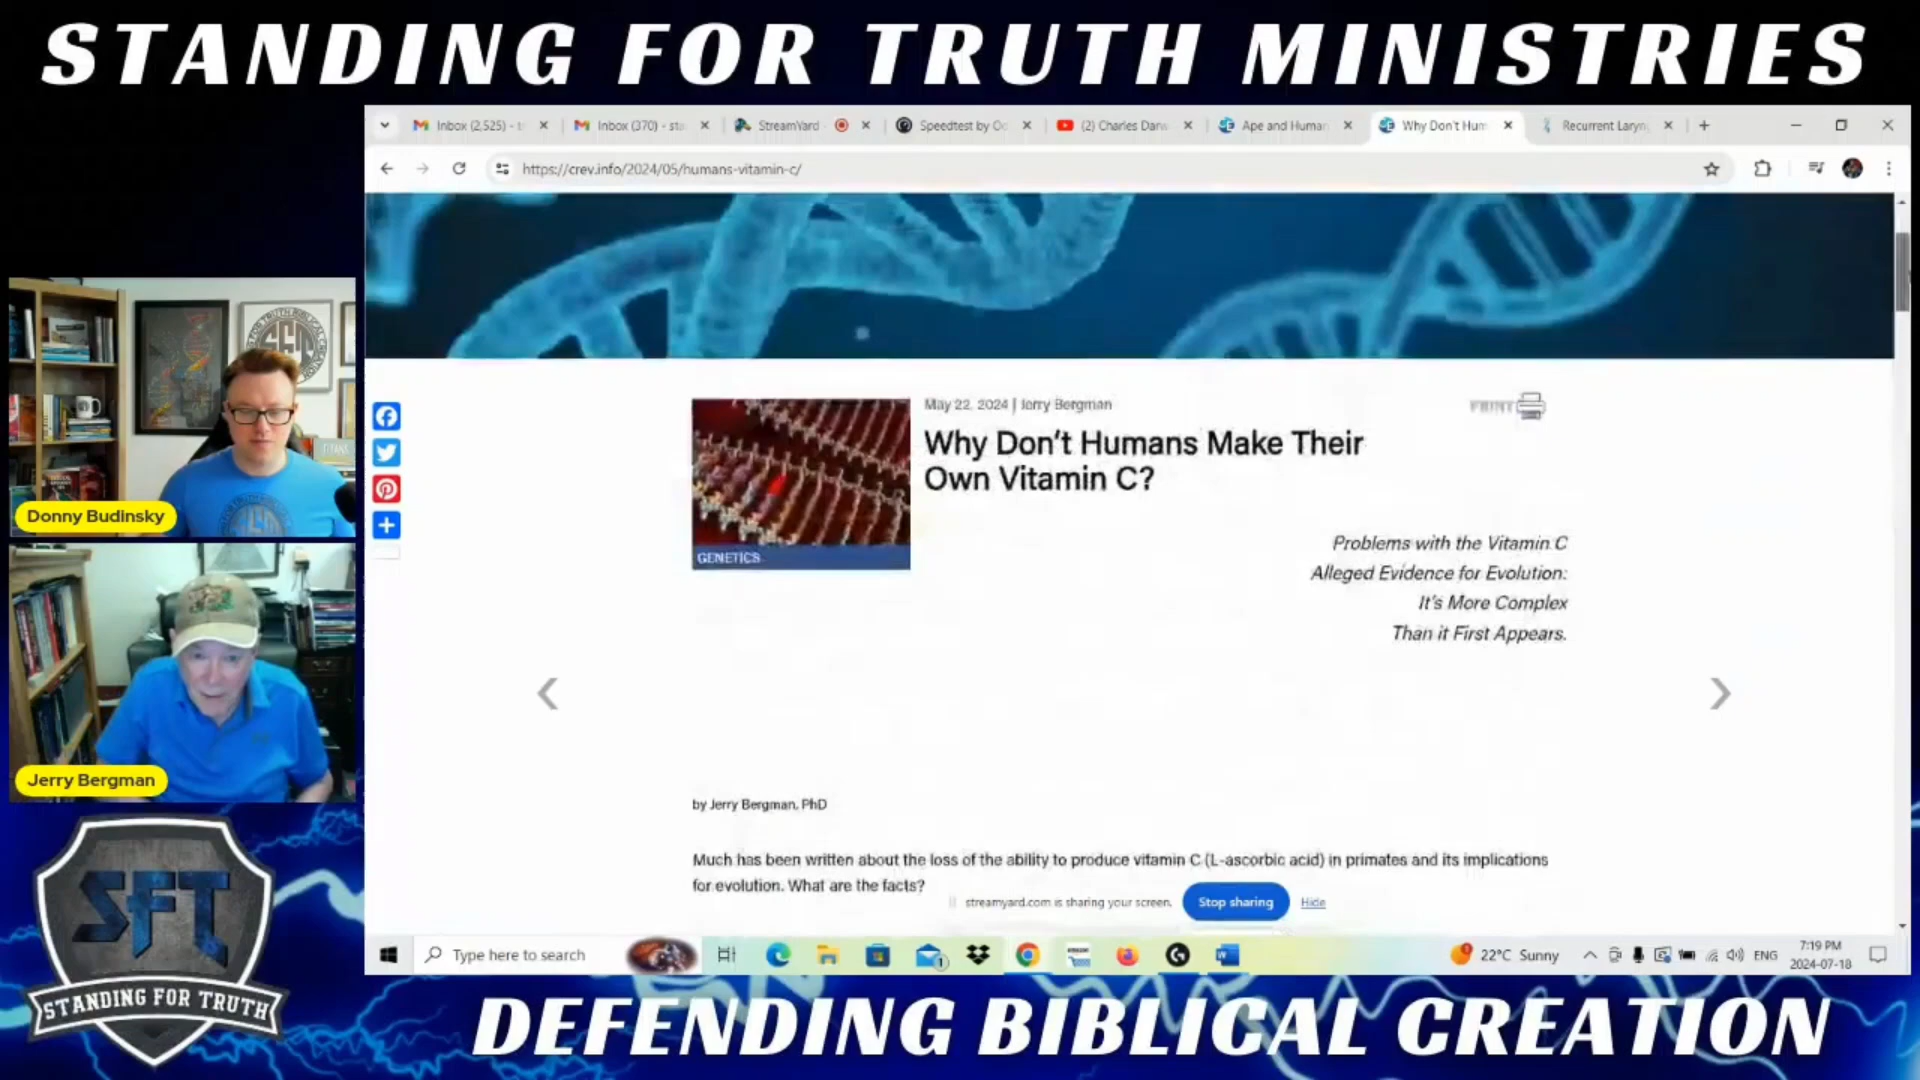 STANDING FOR TRUTH MINISTRIES
Inbox (2,525) - t
Inbox (370) - sta
StreamYard
Speedtest by Oo
(2) Charles Darw
Ape and Human
Why Don't Hum
Recurrent Laryn
https://crev.info/2024/05/humans-vitamin-c/
May 22, 2024 | Jerry Bergman
PRINT
Why Don't Humans Make Their
Own Vitamin C?
GENETICS
Problems with the Vitamin C
Alleged Evidence for Evolution:
It's More Complex
Than it First Appears.
by Jerry Bergman, PhD
Much has been written about the loss of the ability to produce vitamin C (L-ascorbic acid) in primates and its implications
for evolution. What are the facts?
streamyard.com is sharing your screen.
Stop sharing
Hide
Donny Budinsky
Jerry Bergman
SFT
STANDING FOR TRUTH
Type here to search
1
22°C Sunny
ENG
7:19 PM
2024-07-18
DEFENDING BIBLICAL CREATION